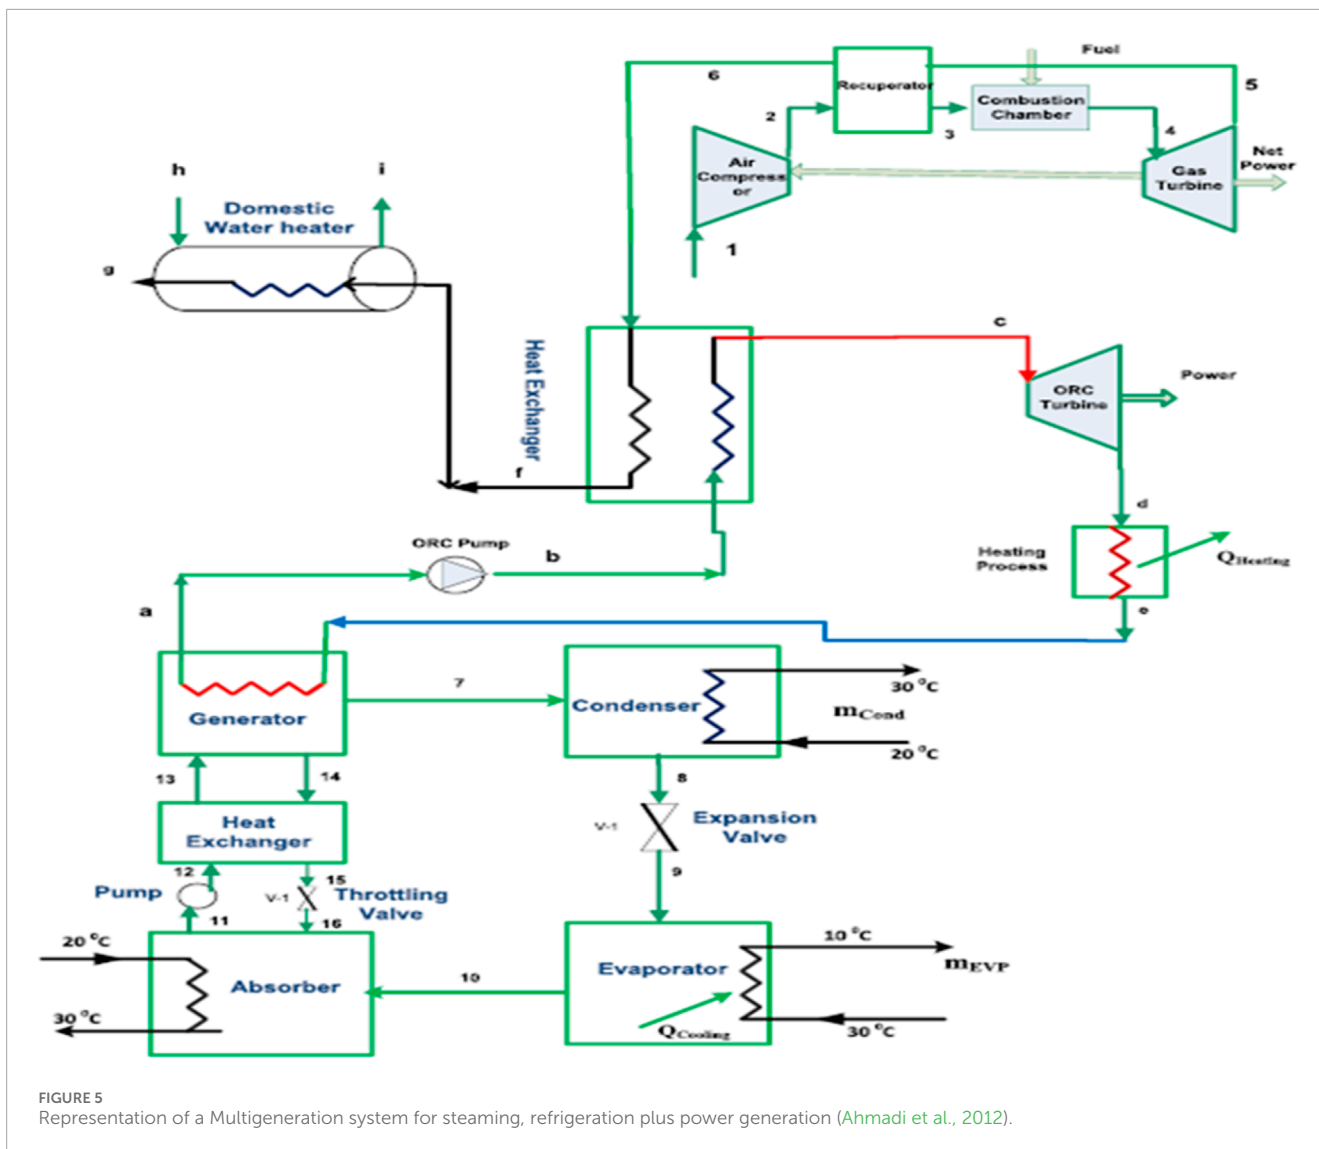 6
Recuperator
Fuel
5
2
3
Combustion
Chamber
4
Air
Compress
or
Gas
Turbine
Net
Power
1
h
i
Domestic
Water heater
g
Heat Exchanger
c
ORC
Turbine
Power
f
d
ORC Pump
b
Heating
Process
QHeating
a
e
Generator
7
Condenser
30 °C
mCond
20 °C
13
14
8
Heat
Exchanger
V-1
Expansion
Valve
12
15
9
Pump
V-1
Throttling
Valve
11
16
20 °C
Absorber
30 °C
10
Evaporator
10 °C
mEVP
QCooling
30 °C
FIGURE 5
Representation of a Multigeneration system for steaming, refrigeration plus power generation (Ahmadi et al., 2012).